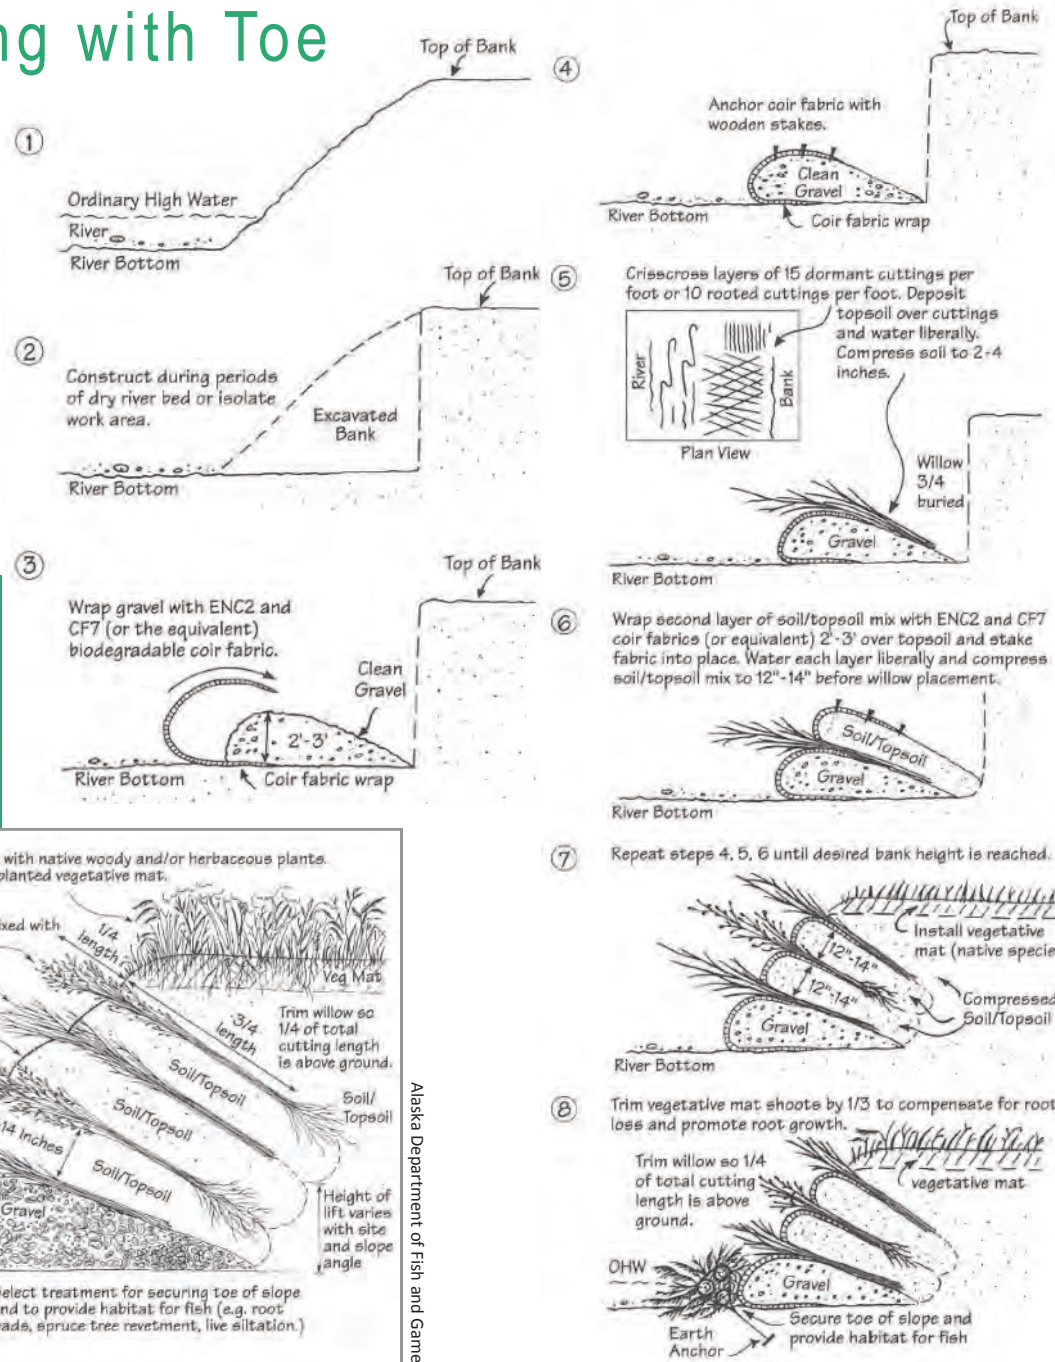 ng with Toe
1
Top of Bank
Ordinary High Water
River
River Bottom
2
Top of Bank
Construct during periods
of dry river bed or isolate
work area.
Excavated
Bank
River Bottom
3
Top of Bank
Wrap gravel with ENC2 and
CF7 (or the equivalent)
biodegradable coir fabric.
Clean
Gravel
2'-3'
River Bottom
Coir fabric wrap
with native woody and/or herbaceous plants.
planted vegetative mat.
ixed with
1/4
length
Veg Mat
3/4
length
Trim willow so
1/4 of total
cutting length
is above ground.
Soil/Topsoil
Soil/
Topsoil
Soil/Topsoil
14 Inches
Soil/Topsoil
Gravel
Height of
lift varies
with site
and slope
angle
elect treatment for securing toe of slope
nd to provide habitat for fish (e.g. root
ads, spruce tree revetment, live siltation.)
Alaska Department of Fish and Game
4
Top of Bank
Anchor coir fabric with
wooden stakes.
Clean
Gravel
River Bottom
Coir fabric wrap
5
Crisscross layers of 15 dormant cuttings per
foot or 10 rooted cuttings per foot. Deposit
topsoil over cuttings
and water liberally.
Compress soil to 2-4
inches.
River
Bank
Plan View
Willow
3/4
buried
Gravel
River Bottom
6
Wrap second layer of soil/topsoil mix with ENC2 and CF7
coir fabrics (or equivalent) 2'-3' over topsoil and stake
fabric into place. Water each layer liberally and compress
soil/topsoil mix to 12"-14" before willow placement.
Soil/Topsoil
Gravel
River Bottom
7
Repeat steps 4, 5, 6 until desired bank height is reached.
Install vegetative
mat (native specie
12"-14"
12"-14"
Compressed
Soil/Topsoil
Gravel
River Bottom
8
Trim vegetative mat shoots by 1/3 to compensate for root
loss and promote root growth.
Trim willow so 1/4
of total cutting
length is above
ground.
vegetative mat
OHW
Gravel
Earth
Anchor
Secure toe of slope and
provide habitat for fish